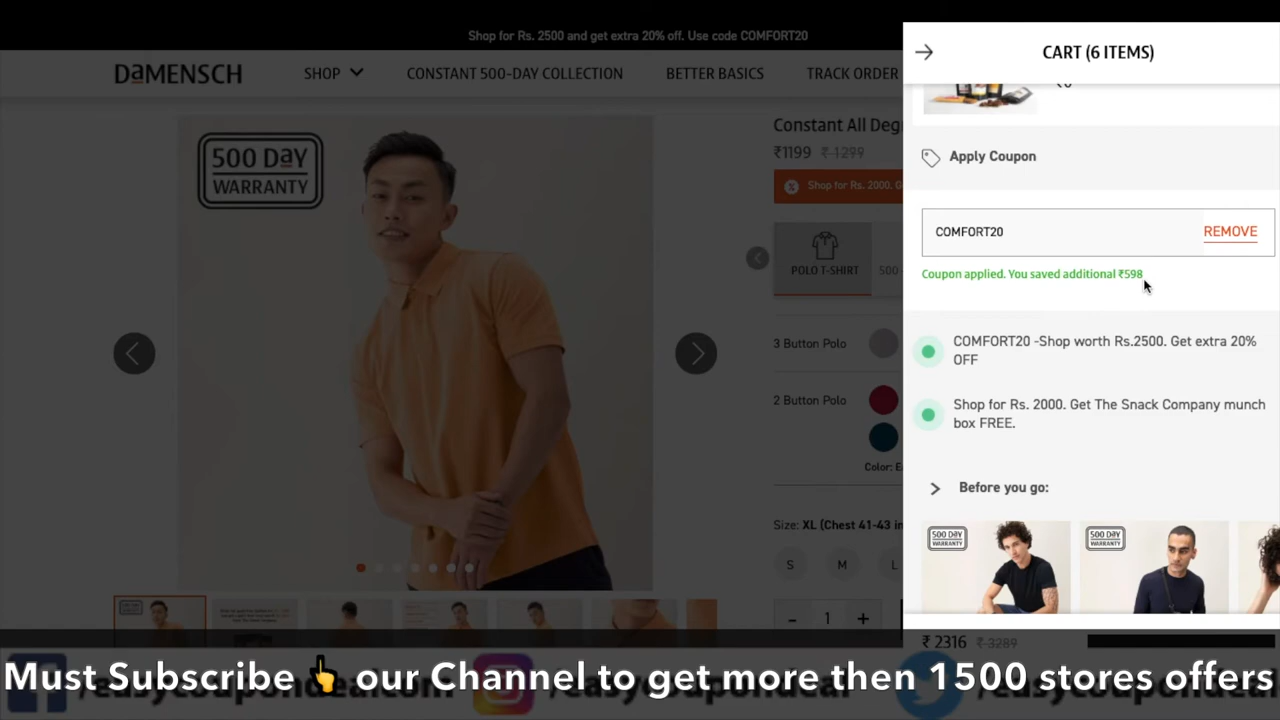 Shop for Rs. 2500 and get extra 20% off. Use code COMFORT20
DaMENSCH
SHOP
CONSTANT 500-DAY COLLECTION
BETTER BASICS
TRACK ORDER
500 DaY
WARRANTY
Constant All Deg
₹1199 ₹ 1299
Shop for Rs. 2000. G
POLO T-SHIRT
500
3 Button Polo
2 Button Polo
Color:
Size: XL (Chest 41-43 in
S
M
L
-
1
+
CART (6 ITEMS)
Apply Coupon
COMFORT20
REMOVE
Coupon applied. You saved additional ₹598
COMFORT20 -Shop worth Rs.2500. Get extra 20%
OFF
Shop for Rs. 2000. Get The Snack Company munch
box FREE.
Before you go:
500 DaY
WARRANTY
500 DaY
WARRANTY
₹ 2316 ₹ 3289
Must Subscribe 👆 our Channel to get more then 1500 stores offers